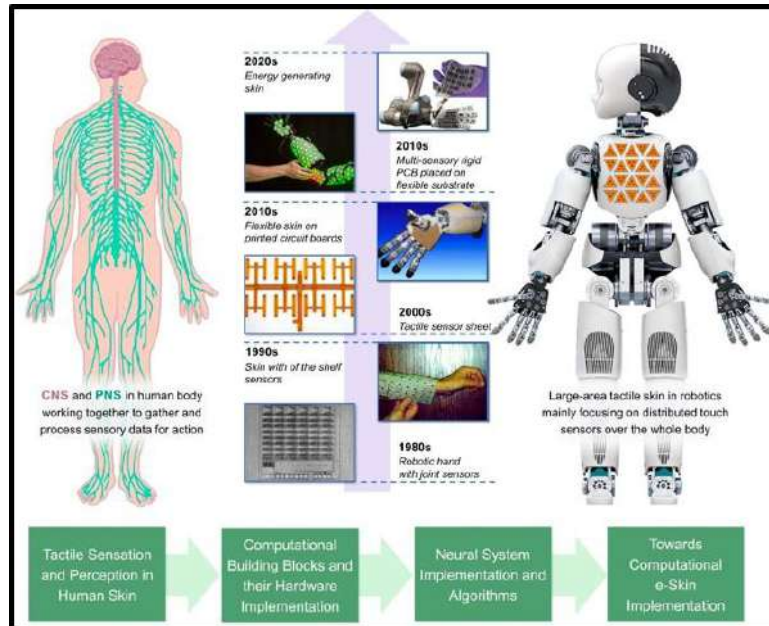 2020s
Energy generating
skin
2010s
Multi-sensory rigid
PCB placed on
flexible substrate
2010s
Flexible skin on
printed circuit boards
2000s
Tactile sensor sheet
1990s
Skin with of the shelf
sensors
1980s
Robotic hand
with joint sensors
CNS and PNS in human body
working together to gather and
process sensory data for action
Large-area tactile skin in robotics
mainly focusing on distributed touch
sensors over the whole body
Tactile Sensation
and Perception in
Human Skin
Computational
Building Blocks and
their Hardware
Implementation
Neural System
Implementation and
Algorithms
Towards
Computational
e-Skin
Implementation